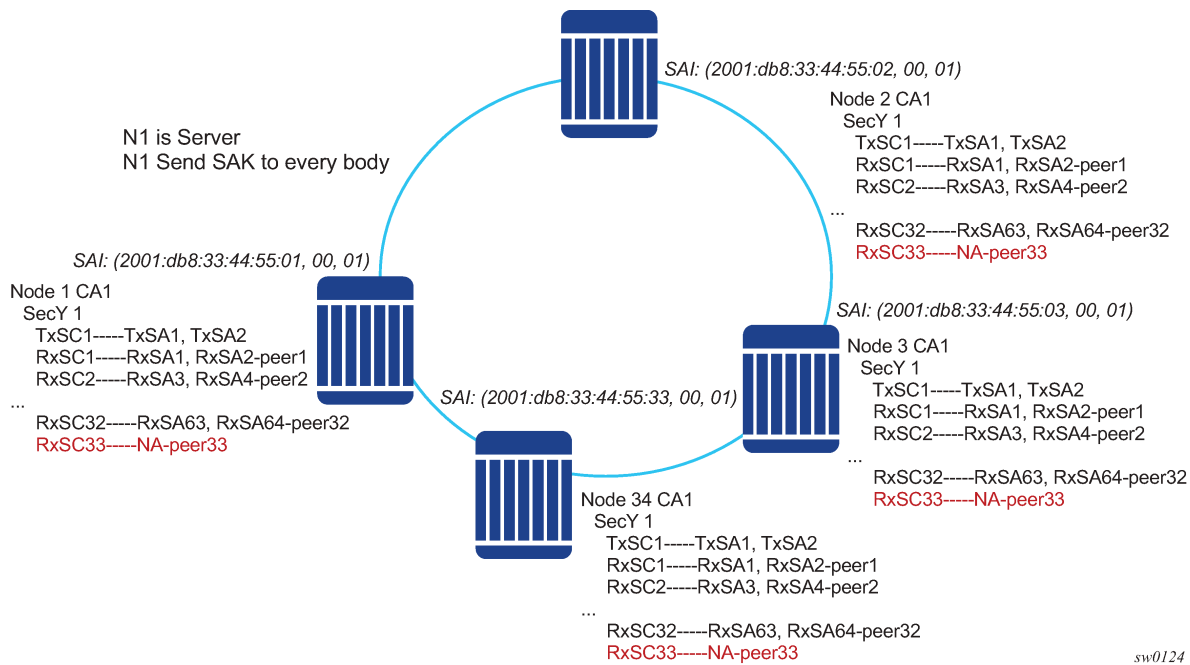 SAI: (2001:db8:33:44:55:02, 00, 01)
Node 2 CA1
SecY 1
TxSC1-----TxSA1, TxSA2
RxSC1-----RxSA1, RxSA2-peer1
RxSC2-----RxSA3, RxSA4-peer2
...
RxSC32-----RxSA63, RxSA64-peer32
RxSC33-----NA-peer33
N1 is Server
N1 Send SAK to every body
SAI: (2001:db8:33:44:55:01, 00, 01)
Node 1 CA1
SecY 1
TxSC1-----TxSA1, TxSA2
RxSC1-----RxSA1, RxSA2-peer1
RxSC2-----RxSA3, RxSA4-peer2
...
RxSC32-----RxSA63, RxSA64-peer32
RxSC33-----NA-peer33
SAI: (2001:db8:33:44:55:03, 00, 01)
Node 3 CA1
SecY 1
TxSC1-----TxSA1, TxSA2
RxSC1-----RxSA1, RxSA2-peer1
RxSC2-----RxSA3, RxSA4-peer2
...
RxSC32-----RxSA63, RxSA64-peer32
RxSC33-----NA-peer33
SAI: (2001:db8:33:44:55:33, 00, 01)
Node 34 CA1
SecY 1
TxSC1-----TxSA1, TxSA2
RxSC1-----RxSA1, RxSA2-peer1
RxSC2-----RxSA3, RxSA4-peer2
...
RxSC32-----RxSA63, RxSA64-peer32
RxSC33-----NA-peer33
sw0124